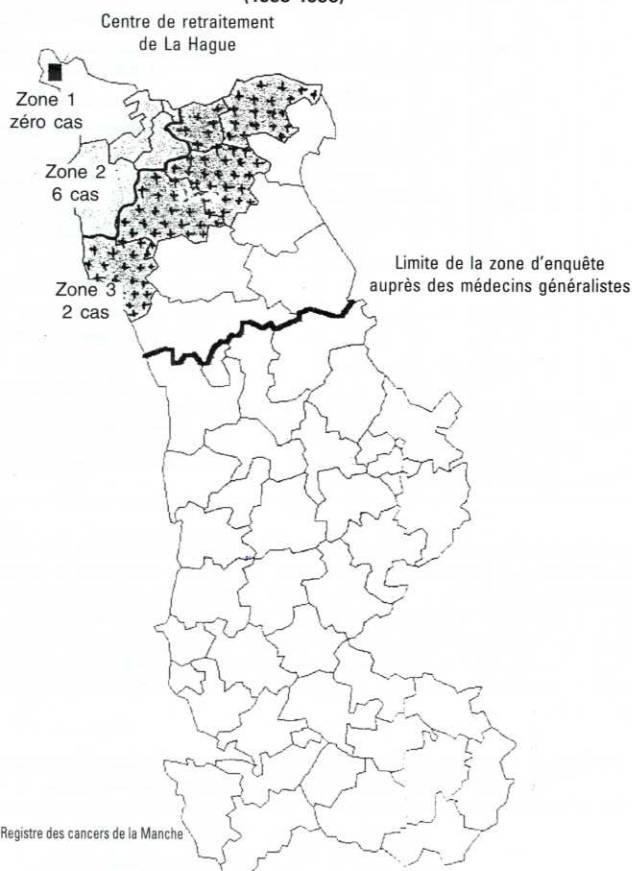 Centre de retraitement
de La Hague
Zone 1
zéro cas
Zone 2
6 cas
Zone 3
2 cas
Limite de la zone d'enquête
auprès des médecins généralistes
Registre des cancers de la Manche